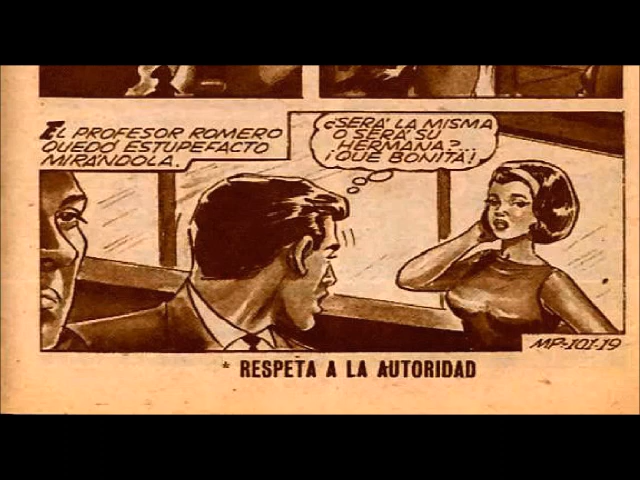 EL PROFESOR ROMERO
QUEDÓ ESTUPEFACTO
MIRÁNDOLA.
¿SERÁ LA MISMA
O SERÁ SU
HERMANA?..
¡QUÉ BONITA!
MP-101-19
* RESPETA A LA AUTORIDAD